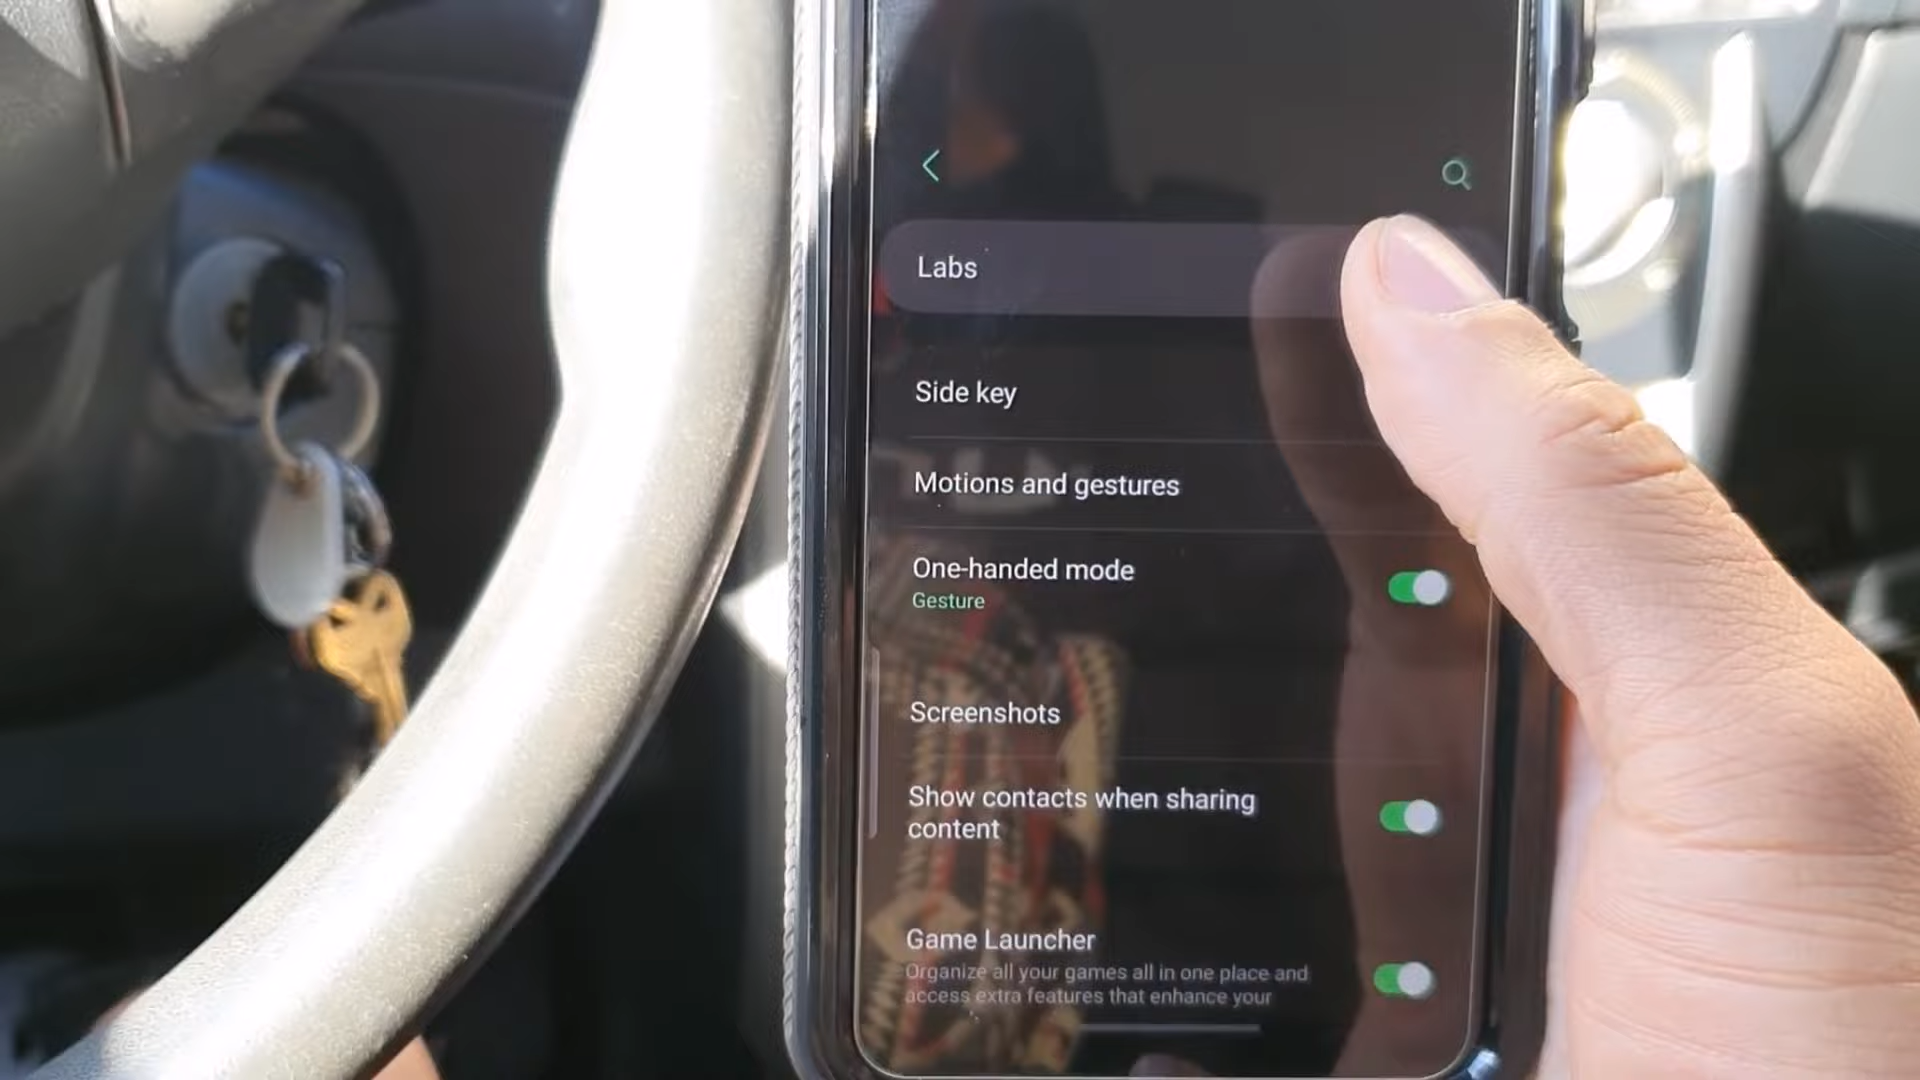 Labs
Side key
Motions and gestures
One-handed mode
Gesture
Screenshots
Show contacts when sharing
content
Game Launcher
Organize all your games all in one place and
access extra features that enhance your